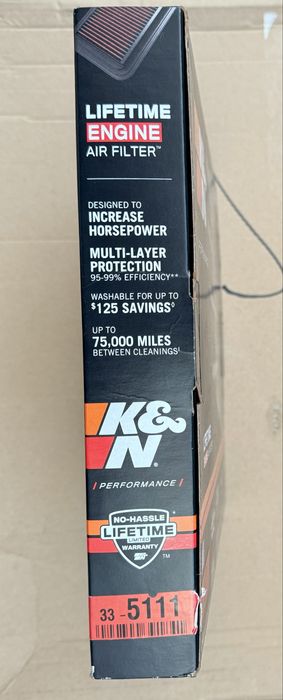 LIFETIME
ENGINE
AIR FILTER™
DESIGNED TO
INCREASE
HORSEPOWER
MULTI-LAYER
PROTECTION
95-99% EFFICIENCY**
WASHABLE FOR UP TO
$125 SAVINGS◊
UP TO
75,000 MILES
BETWEEN CLEANINGS!
K&N®
/ PERFORMANCE /
NO-HASSLE
LIFETIME
LIMITED
WARRANTY
K&N
TM
33-5111